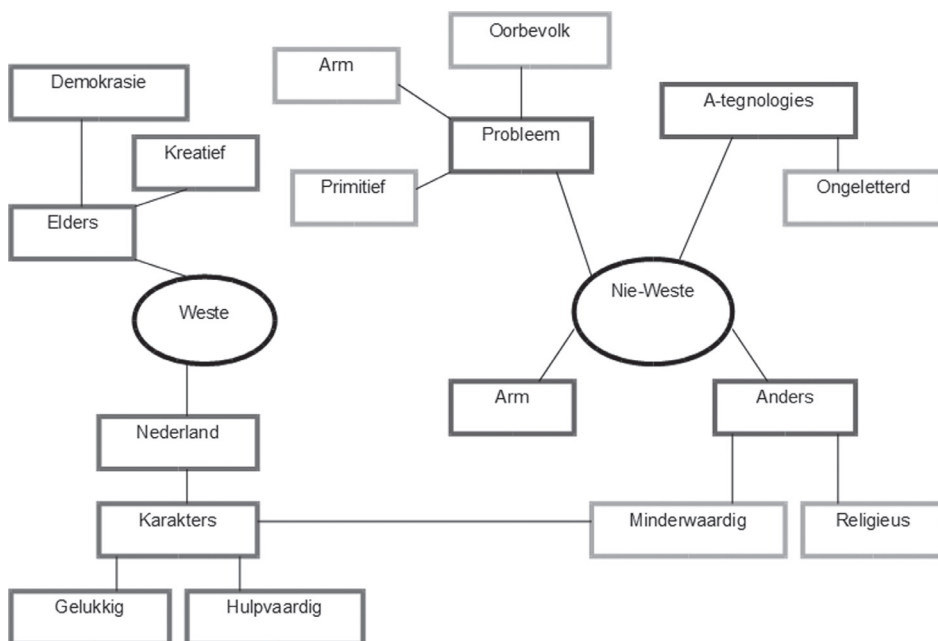 Oorbevolk
Arm
Demokrasie
A-tegnologies
Probleem
Kreatief
Primitief
Ongeletterd
Elders
Nie-Weste
Weste
Arm
Anders
Nederland
Karakters
Minderwaardig
Religieus
Gelukkig
Hulpvaardig